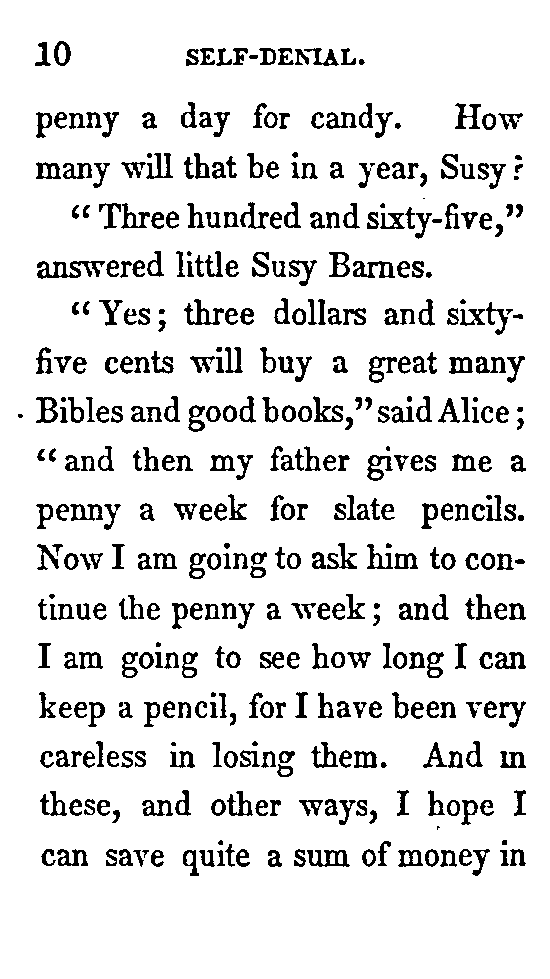 10 SELF-DENIAL.
penny a day for candy. How
many will that be in a year, Susy?
“Three hundred and sixty-five,”
answered little Susy Barnes.
“Yes; three dollars and sixty-
five cents will buy a great many
Bibles and good books,” said Alice;
“and then my father gives me a
penny a week for slate pencils.
Now I am going to ask him to con-
tinue the penny a week; and then
I am going to see how long I can
keep a pencil, for I have been very
careless in losing them. And in
these, and other ways, I hope I
can save quite a sum of money in